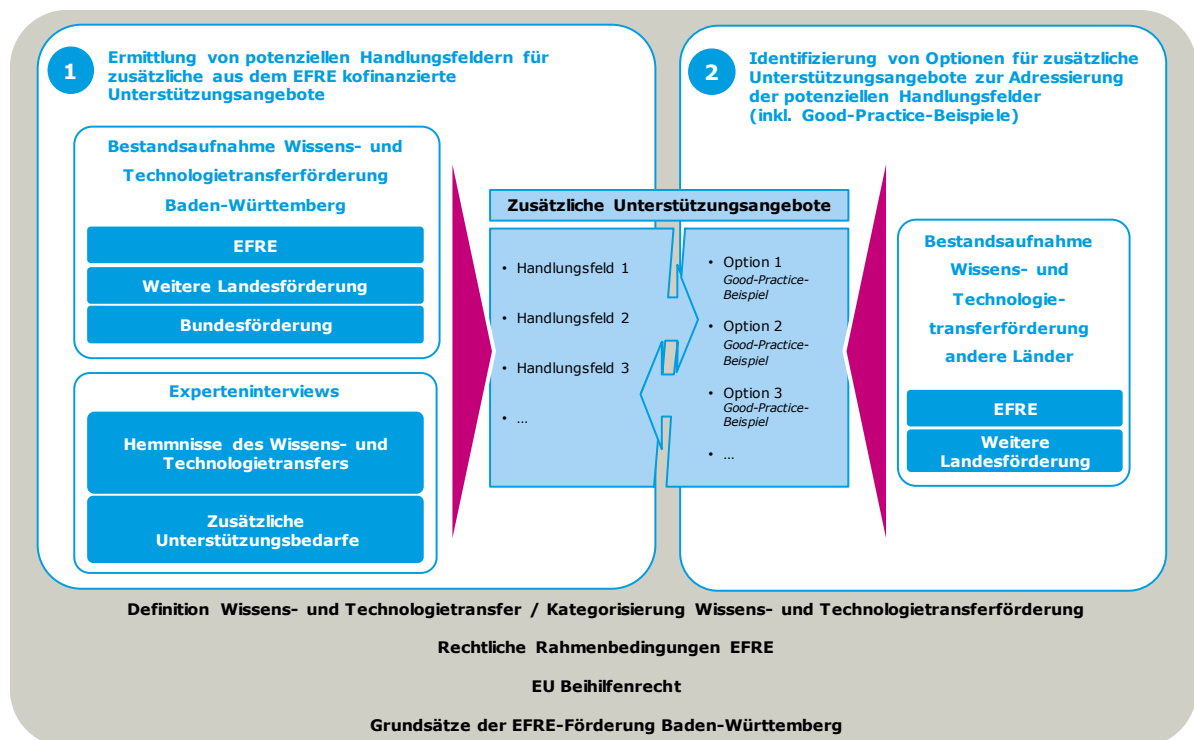 1
Ermittlung von potenziellen Handlungsfeldern für
zusätzliche aus dem EFRE kofinanzierte
Unterstützungsangebote
Bestandsaufnahme Wissens- und
Technologietransferförderung
Baden-Württemberg
EFRE
Weitere Landesförderung
Bundesförderung
Experteninterviews
Hemmnisse des Wissens- und
Technologietransfers
Zusätzliche
Unterstützungsbedarfe
Zusätzliche Unterstützungsangebote
• Handlungsfeld 1
• Handlungsfeld 2
• Handlungsfeld 3
• ...
• Option 1
Good-Practice-
Beispiel
• Option 2
Good-Practice-
Beispiel
• Option 3
Good-Practice-
Beispiel
• ...
2
Identifizierung von Optionen für zusätzliche
Unterstützungsangebote zur Adressierung
der potenziellen Handlungsfelder
(inkl. Good-Practice-Beispiele)
Bestandsaufnahme
Wissens- und
Technologie-
transferförderung
andere Länder
EFRE
Weitere
Landesförderung
Definition Wissens- und Technologietransfer / Kategorisierung Wissens- und Technologietransferförderung
Rechtliche Rahmenbedingungen EFRE
EU Beihilfenrecht
Grundsätze der EFRE-Förderung Baden-Württemberg